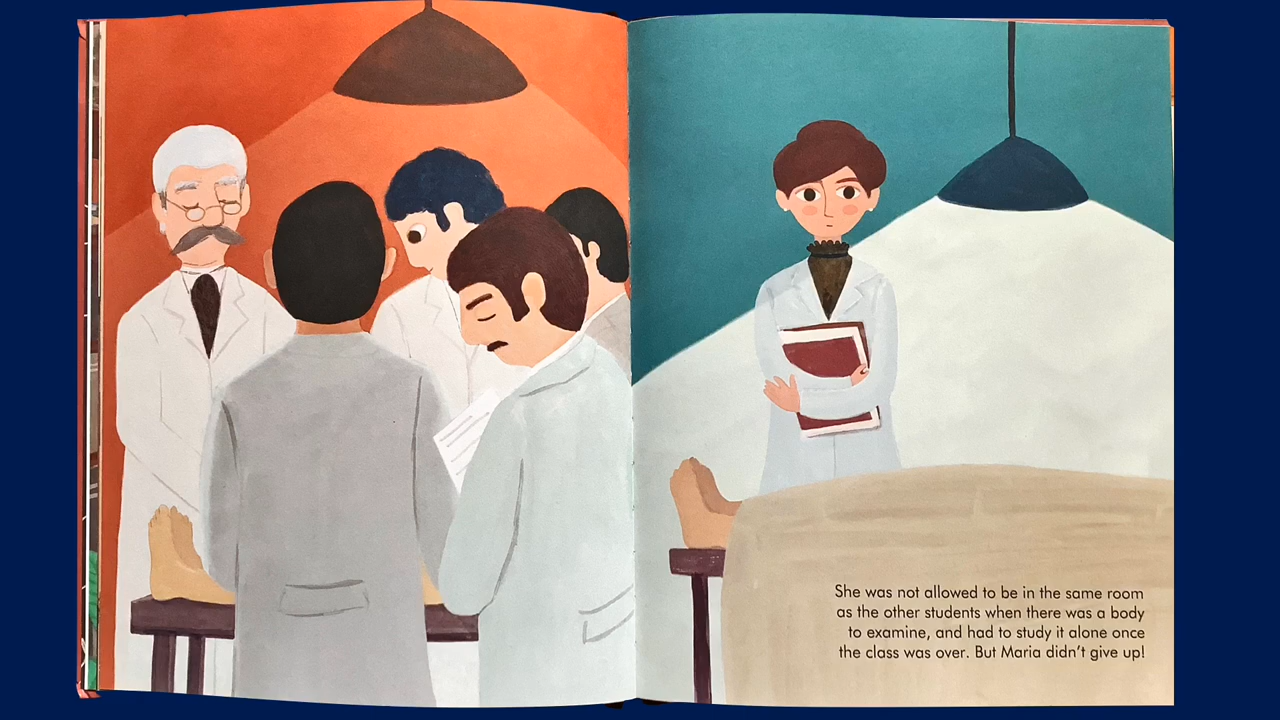 She was not allowed to be in the same room
as the other students when there was a body
to examine, and had to study it alone once
the class was over. But Maria didn’t give up!